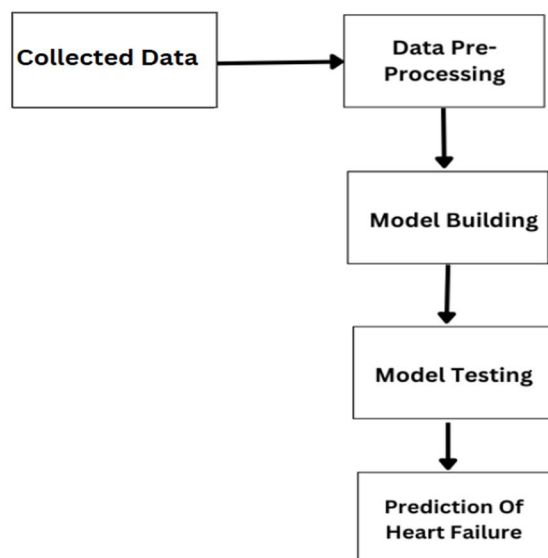 Collected Data
Data Pre-
Processing
Model Building
Model Testing
Prediction Of
Heart Failure